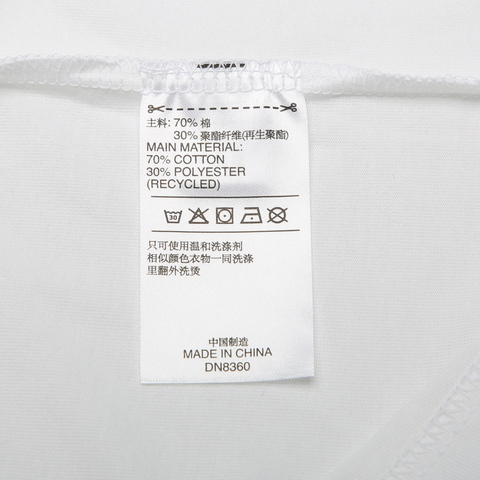 主料: 70% 棉
30% 聚酯纤维(再生聚酯)
MAIN MATERIAL:
70% COTTON
30% POLYESTER
(RECYCLED)
30
只可使用温和洗涤剂
相似颜色衣物一同洗涤
里翻外洗烫
中国制造
MADE IN CHINA
DN8360